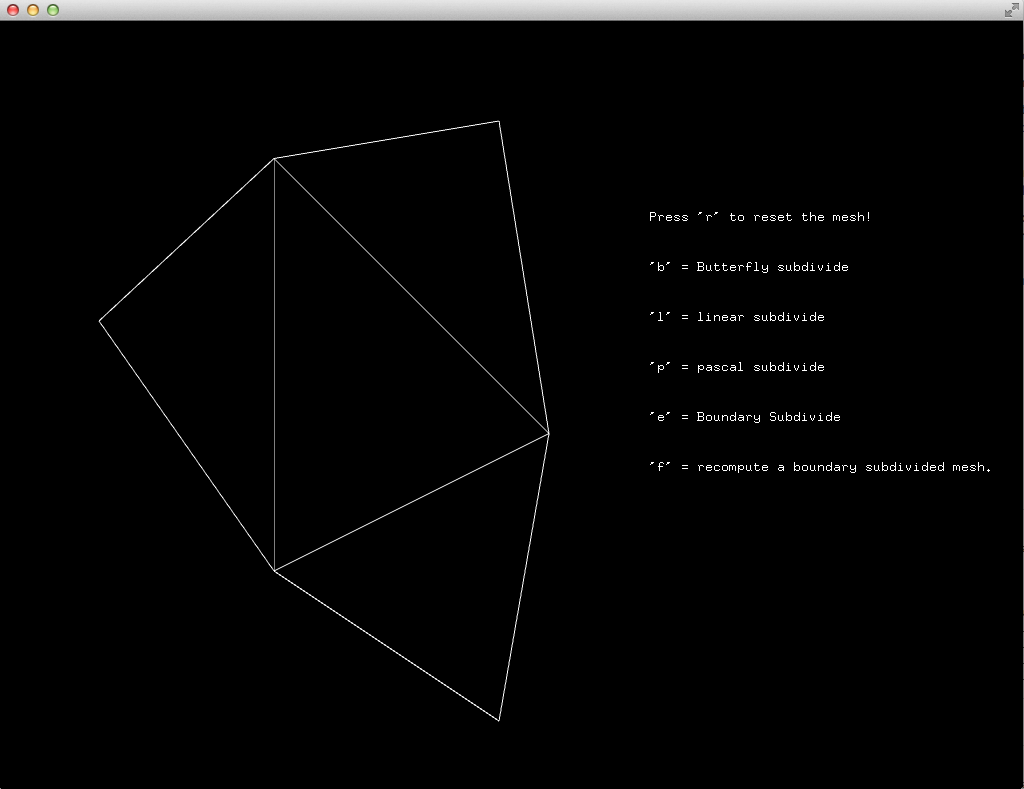 Press "r" to reset the mesh!
"b" = Butterfly subdivide
"l" = linear subdivide
"p" = pascal subdivide
"e" = Boundary Subdivide
"f" = recompute a boundary subdivided mesh.